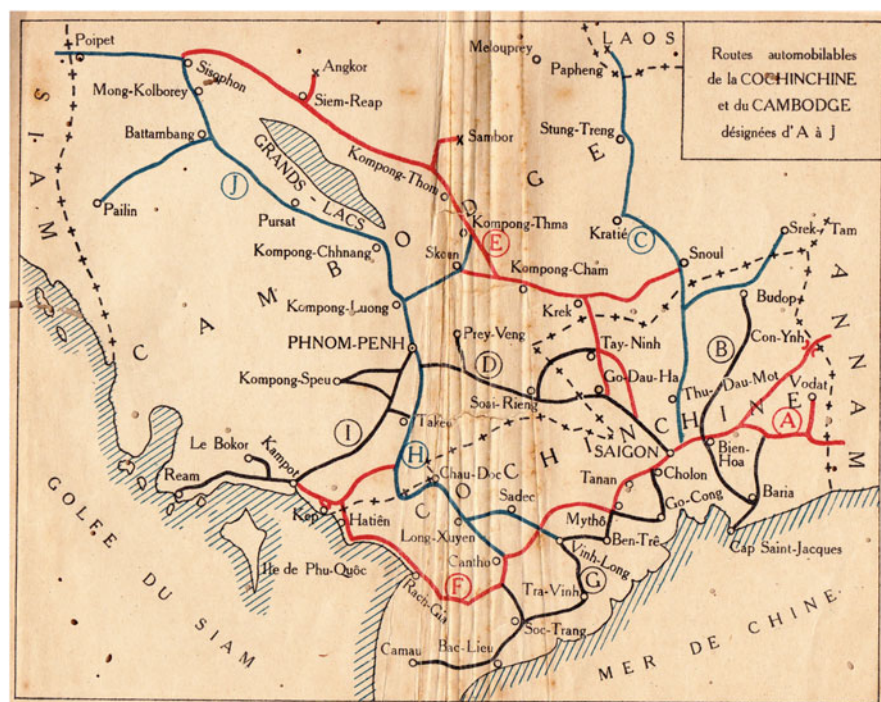 LAOS
Routes automobilables
de la COCHINCHINE
et du CAMBODGE
désignées d'A à J
Poipet
Sisophon
Angkor
Melouprey
Papheng
Mong-Kolborey
Siem-Reap
Battambang
Sambor
Stung-Treng
SIAM
GRANDS-LACS
Kompong-Thom
Pailin
J
Pursat
Kompong-Thma
E
Kratié
C
Srek-Tam
Kompong-Chhnang
Skoun
Snoul
Kompong-Cham
CAMBODGE
Budop
Kompong-Luong
Krek
ANNAM
PHNOM-PENH
Prey-Veng
Tay-Ninh
B
Con-Ynh
D
Kompong-Speu
Go-Dau-Ha
Thu-Dau-Mot
Vodat
Soai-Rieng
I
Takeo
A
COCHINCHINE
SAIGON
Le Bokor
Kampot
H
Chau-Doc
Bien-Hoa
Ream
Tanan
Cholon
Kep
Hatiên
Sadec
Go-Cong
Baria
Long-Xuyen
Mythô
Ben-Trê
Cap Saint-Jacques
Ile de Phu-Quôc
Cantho
Vinh-Long
Rach-Gia
F
Tra-Vinh
G
Soc-Trang
Camau
Bac-Lieu
GOLFE DU SIAM
MER DE CHINE